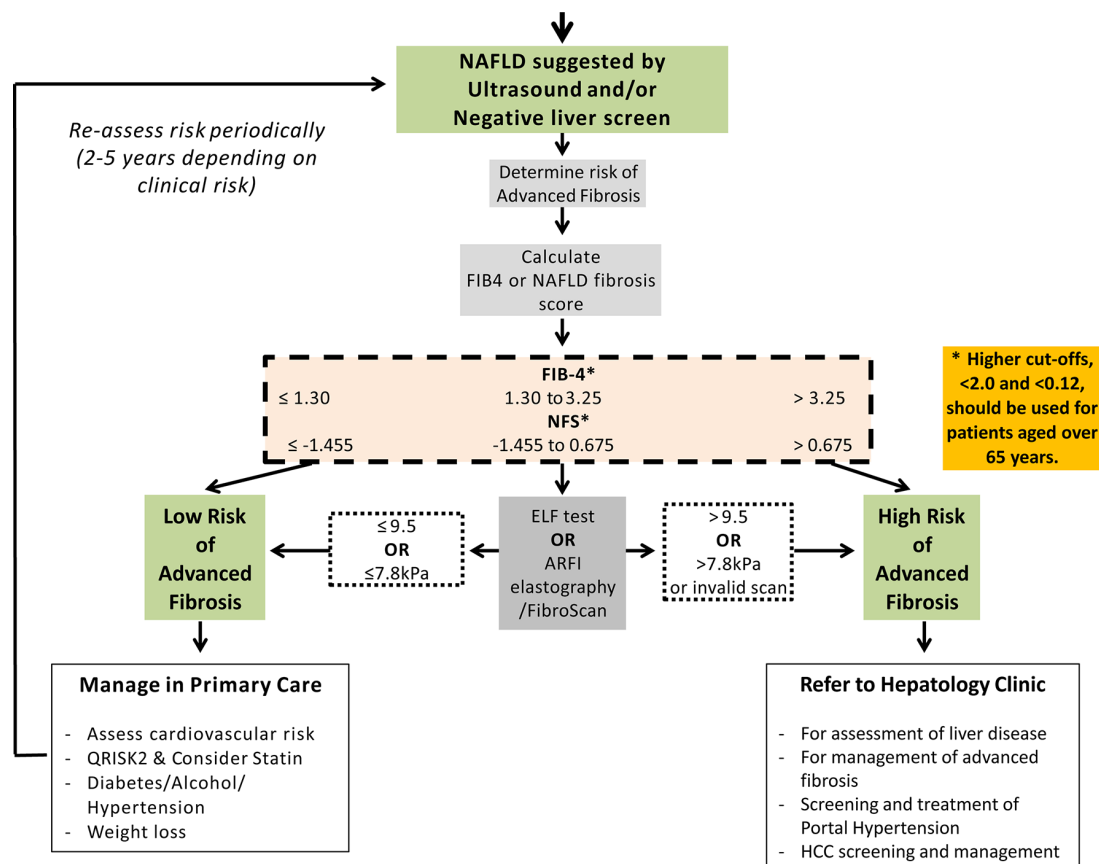 NAFLD suggested by
Ultrasound and/or
Negative liver screen
Re-assess risk periodically
(2-5 years depending on
clinical risk)
Determine risk of
Advanced Fibrosis
Calculate
FIB4 or NAFLD fibrosis
score
FIB-4*
≤ 1.30 1.30 to 3.25 > 3.25
NFS*
≤ -1.455 -1.455 to 0.675 > 0.675
* Higher cut-offs,
<2.0 and <0.12,
should be used for
patients aged over
65 years.
Low Risk
of
Advanced
Fibrosis
≤ 9.5
OR
≤7.8kPa
ELF test
OR
ARFI
elastography
/FibroScan
> 9.5
OR
>7.8kPa
or invalid scan
High Risk
of
Advanced
Fibrosis
Manage in Primary Care
- Assess cardiovascular risk
- QRISK2 & Consider Statin
- Diabetes/Alcohol/
Hypertension
- Weight loss
Refer to Hepatology Clinic
- For assessment of liver disease
- For management of advanced
fibrosis
- Screening and treatment of
Portal Hypertension
- HCC screening and management